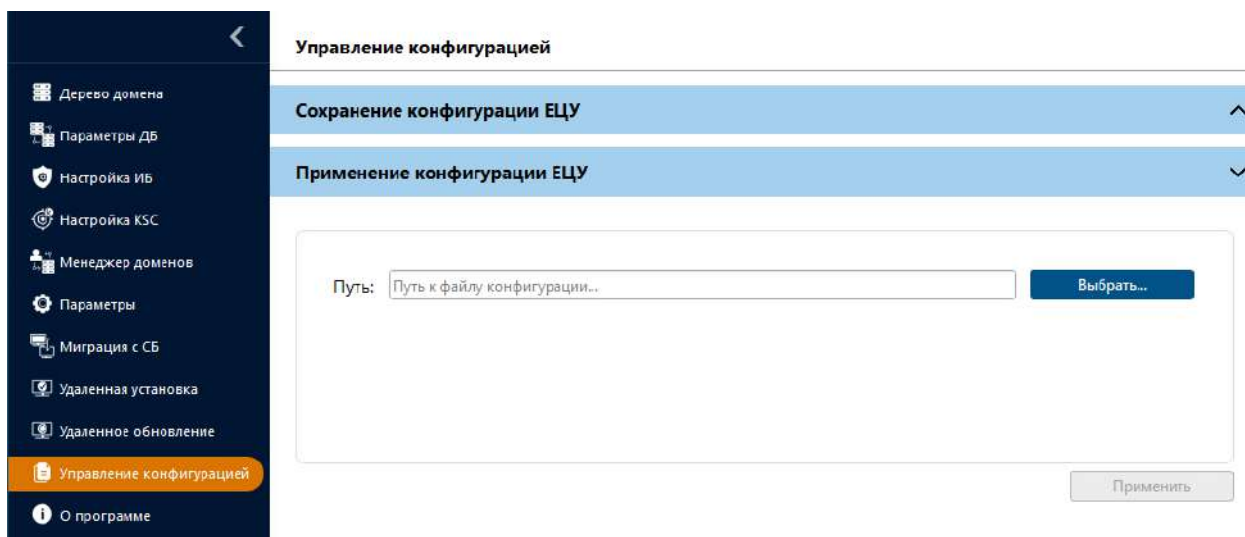 Управление конфигурацией
Сохранение конфигурации ЕЦУ
Применение конфигурации ЕЦУ
Путь: Путь к файлу конфигурации... Выбрать...
Применить
Дерево домена
Параметры ДБ
Настройка ИБ
Настройка KSC
Менеджер доменов
Параметры
Миграция с СБ
Удаленная установка
Удаленное обновление
Управление конфигурацией
О программе